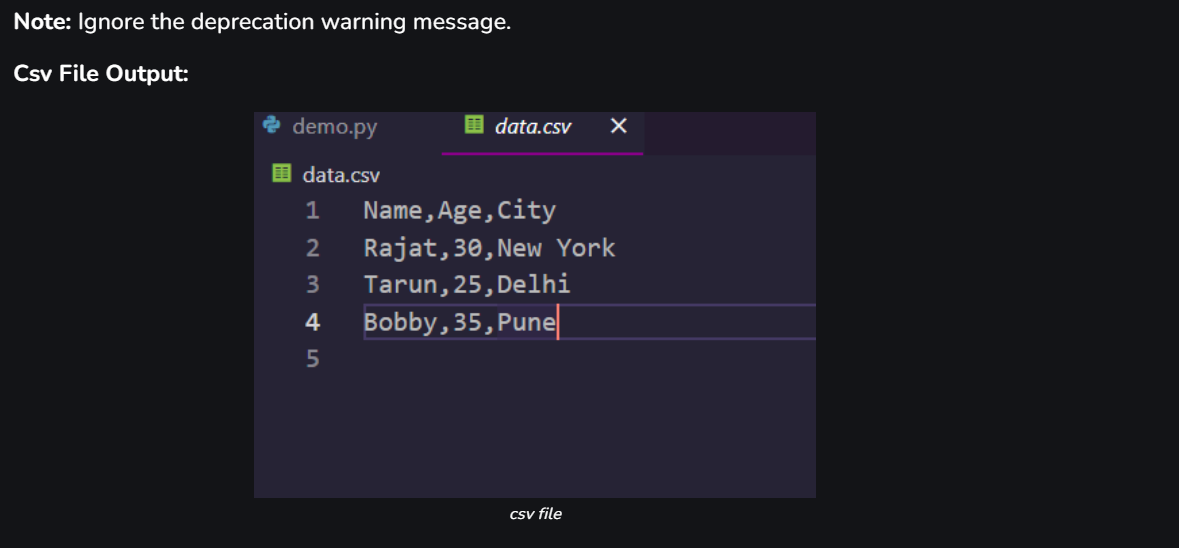 Note: Ignore the deprecation warning message.
Csv File Output:
demo.py data.csv ×
data.csv
1 Name,Age,City
2 Rajat,30,New York
3 Tarun,25,Delhi
4 Bobby,35,Pune
5
csv file